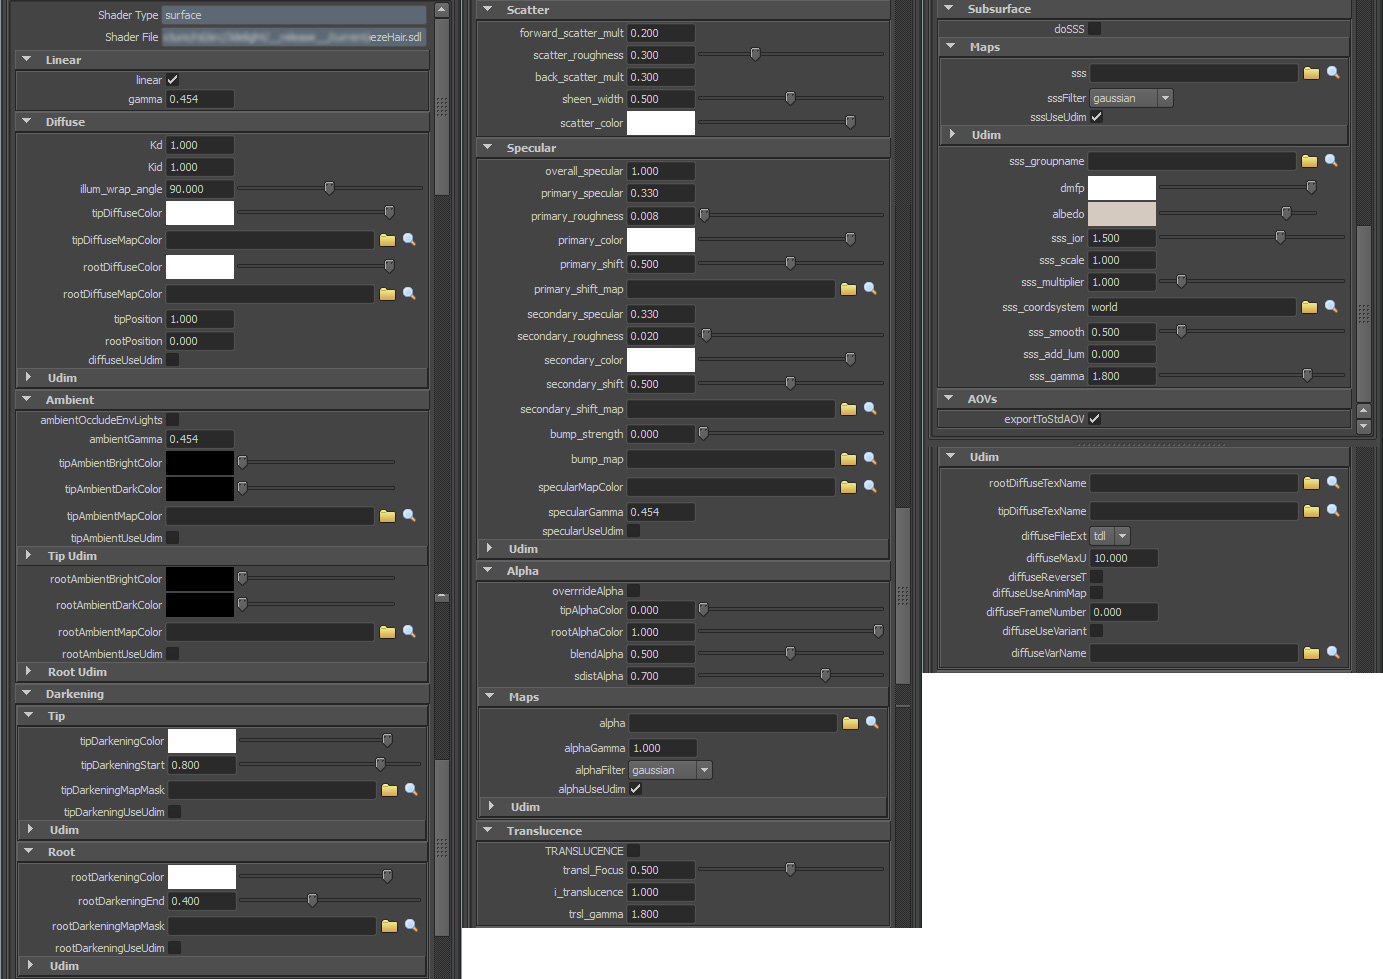 Shader Type surface
Shader File ezeHair.sdl
Linear
linear
gamma 0.454
Diffuse
Kd 1.000
Kid 1.000
illum_wrap_angle 90.000
tipDiffuseColor
tipDiffuseMapColor
rootDiffuseColor
rootDiffuseMapColor
tipPosition 1.000
rootPosition 0.000
diffuseUseUdim
Udim
Ambient
ambientOccludeEnvLights
ambientGamma 0.454
tipAmbientBrightColor
tipAmbientDarkColor
tipAmbientMapColor
tipAmbientUseUdim
Tip Udim
rootAmbientBrightColor
rootAmbientDarkColor
rootAmbientMapColor
rootAmbientUseUdim
Root Udim
Darkening
Tip
tipDarkeningColor
tipDarkeningStart 0.800
tipDarkeningMapMask
tipDarkeningUseUdim
Udim
Root
rootDarkeningColor
rootDarkeningEnd 0.400
rootDarkeningMapMask
rootDarkeningUseUdim
Udim
Scatter
forward_scatter_mult 0.200
scatter_roughness 0.300
back_scatter_mult 0.300
sheen_width 0.500
scatter_color
Specular
overall_specular 1.000
primary_specular 0.330
primary_roughness 0.008
primary_color
primary_shift 0.500
primary_shift_map
secondary_specular 0.330
secondary_roughness 0.020
secondary_color
secondary_shift 0.500
secondary_shift_map
bump_strength 0.000
bump_map
specularMapColor
specularGamma 0.454
specularUseUdim
Udim
Alpha
overrrideAlpha
tipAlphaColor 0.000
rootAlphaColor 1.000
blendAlpha 0.500
sdistAlpha 0.700
Maps
alpha
alphaGamma 1.000
alphaFilter gaussian
alphaUseUdim
Udim
Translucence
TRANSLUCENCE
transl_Focus 0.500
i_translucence 1.000
trsl_gamma 1.800
Subsurface
doSSS
Maps
sss
sssFilter gaussian
sssUseUdim
Udim
sss_groupname
dmfp
albedo
sss_ior 1.500
sss_scale 1.000
sss_multiplier 1.000
sss_coordsystem world
sss_smooth 0.500
sss_add_lum 0.000
sss_gamma 1.800
AOVs
exportToStdAOV
Udim
rootDiffuseTexName
tipDiffuseTexName
diffuseFileExt tdl
diffuseMaxU 10.000
diffuseReverseT
diffuseUseAnimMap
diffuseFrameNumber 0.000
diffuseUseVariant
diffuseVarName